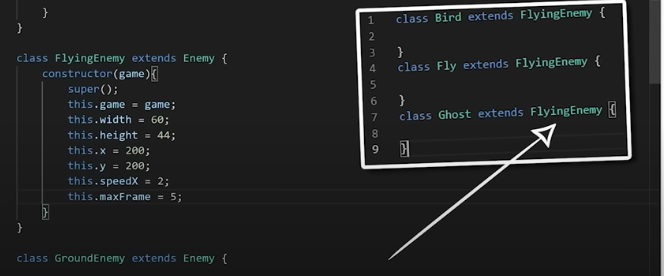 }
}
class FlyingEnemy extends Enemy {
    constructor(game){
        super();
        this.game = game;
        this.width = 60;
        this.height = 44;
        this.x = 200;
        this.y = 200;
        this.speedX = 2;
        this.maxFrame = 5;
    }
}
class GroundEnemy extends Enemy {
1 class Bird extends FlyingEnemy {
2
3 }
4 class Fly extends FlyingEnemy {
5
6 }
7 class Ghost extends FlyingEnemy {
8
9 }